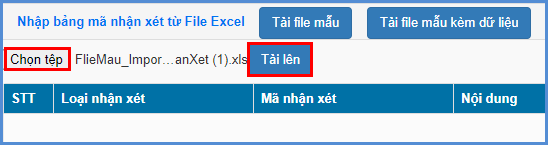 Nhập bảng mã nhận xét từ File Excel Tải file mẫu Tải file mẫu kèm dữ liệu
Chọn tệp FlieMau_Impor…anXet (1).xls Tải lên
STT Loại nhận xét Mã nhận xét Nội dung